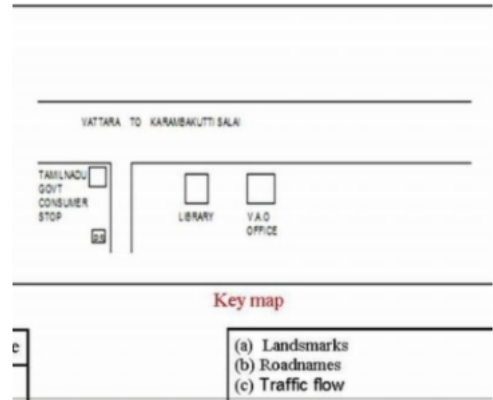 VATTARA TO KARAMBAKUTTI SALAI
TAMILNADU
GOVT
CONSUMER
STOP
LIBRARY
V.A.O
OFFICE
Key map
e
(a) Landsmarks
(b) Roadnames
(c) Traffic flow